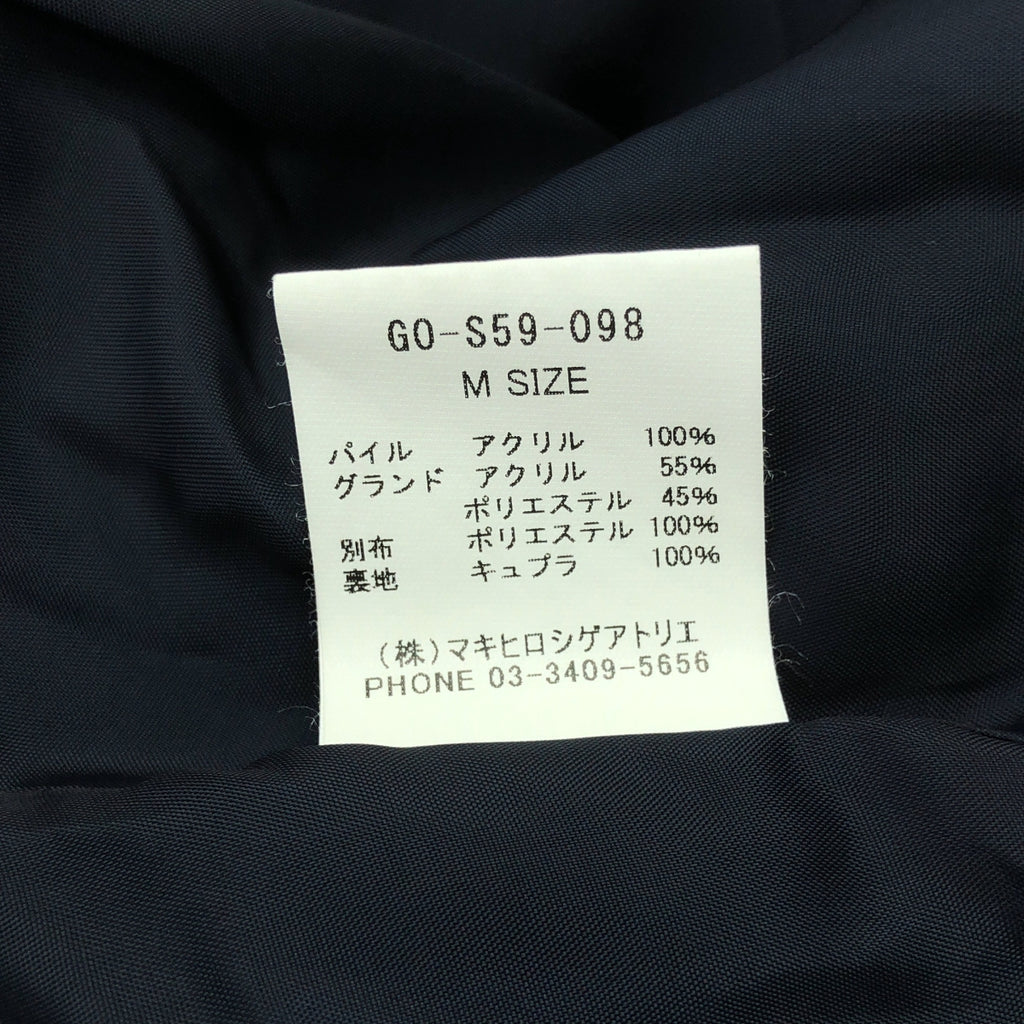 GO-S59-098
M SIZE
パイル アクリル 100%
グランド アクリル 55%
ポリエステル 45%
別布 ポリエステル 100%
裏地 キュプラ 100%
(株)マキヒロシゲアトリエ
PHONE 03-3409-5656